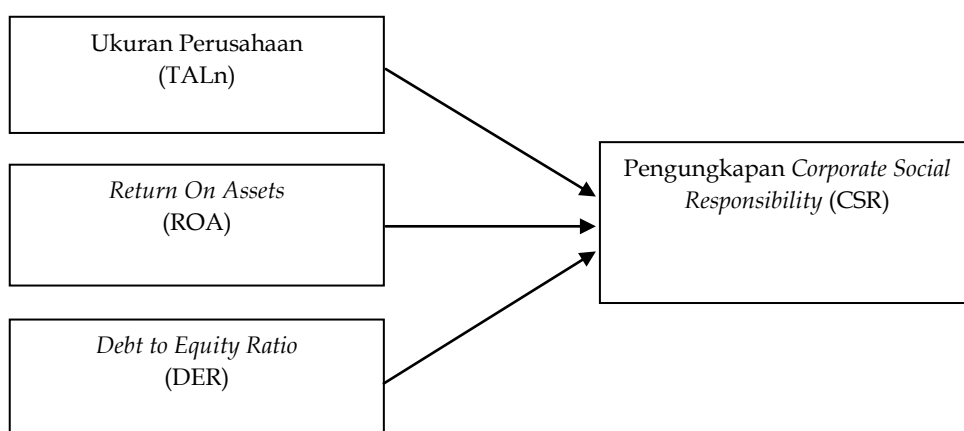 Ukuran Perusahaan
(TALn)
Return On Assets
(ROA)
Debt to Equity Ratio
(DER)
Pengungkapan Corporate Social
Responsibility (CSR)